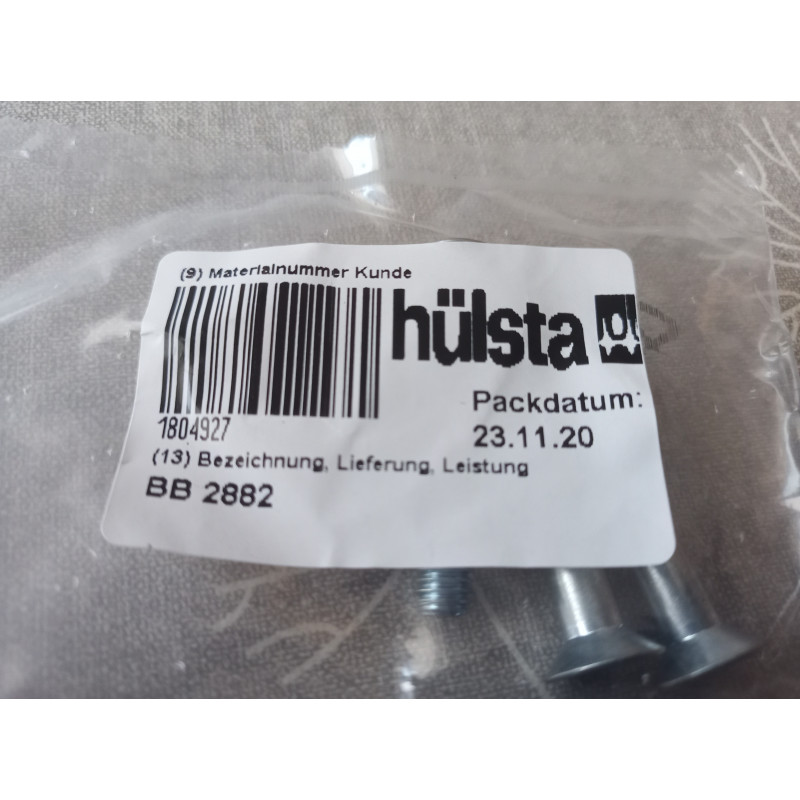 (9) Materialnummer Kunde
hülsta
1804927
Packdatum:
23.11.20
(13) Bezeichnung, Lieferung, Leistung
BB 2882